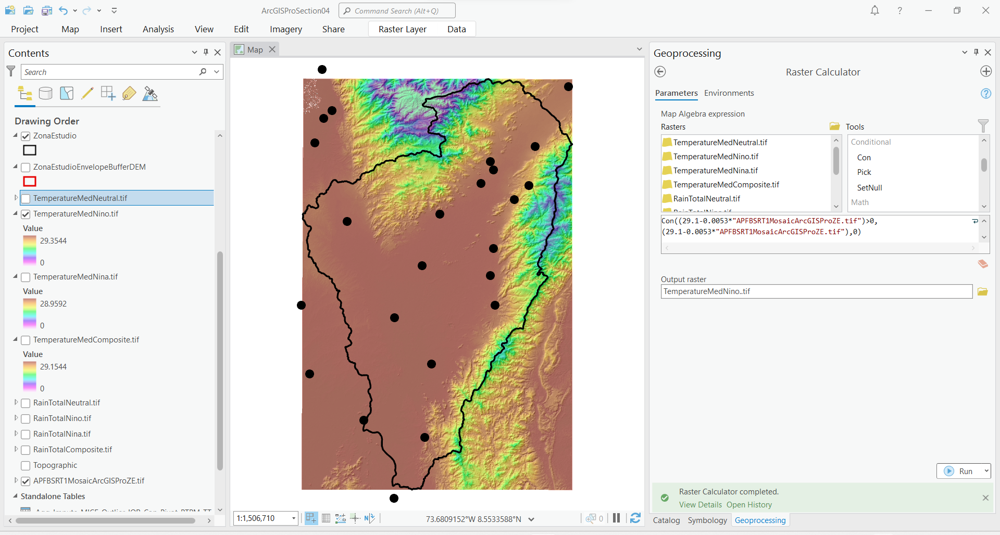 ArcGISProSection04
Command Search (Alt+Q)
?
Project
Map
Insert
Analysis
View
Edit
Imagery
Share
Raster Layer
Data
Contents
Search
Drawing Order
ZonaEstudio
ZonaEstudioEnvelopeBufferDEM
TemperatureMedNeutral.tif
TemperatureMedNino.tif
Value
29.3544
0
TemperatureMedNina.tif
Value
28.9592
0
TemperatureMedComposite.tif
Value
29.1544
0
RainTotalNeutral.tif
RainTotalNino.tif
RainTotalNina.tif
RainTotalComposite.tif
Topographic
APFBSRT1MosaicArcGISProZE.tif
Standalone Tables
Map
1:1,506,710
73.6809152°W 8.5533588°N
0
Geoprocessing
Raster Calculator
Parameters
Environments
?
Map Algebra expression
Rasters
Tools
TemperatureMedNeutral.tif
TemperatureMedNino.tif
TemperatureMedNina.tif
TemperatureMedComposite.tif
RainTotalNeutral.tif
Conditional
Con
Pick
SetNull
Math
Con((29.1-0.0053*"APFBSRT1MosaicArcGISProZE.tif")>0,
(29.1-0.0053*"APFBSRT1MosaicArcGISProZE.tif"),0)
Output raster
TemperatureMedNino..tif
Run
Raster Calculator completed.
View Details Open History
Catalog
Symbology
Geoprocessing